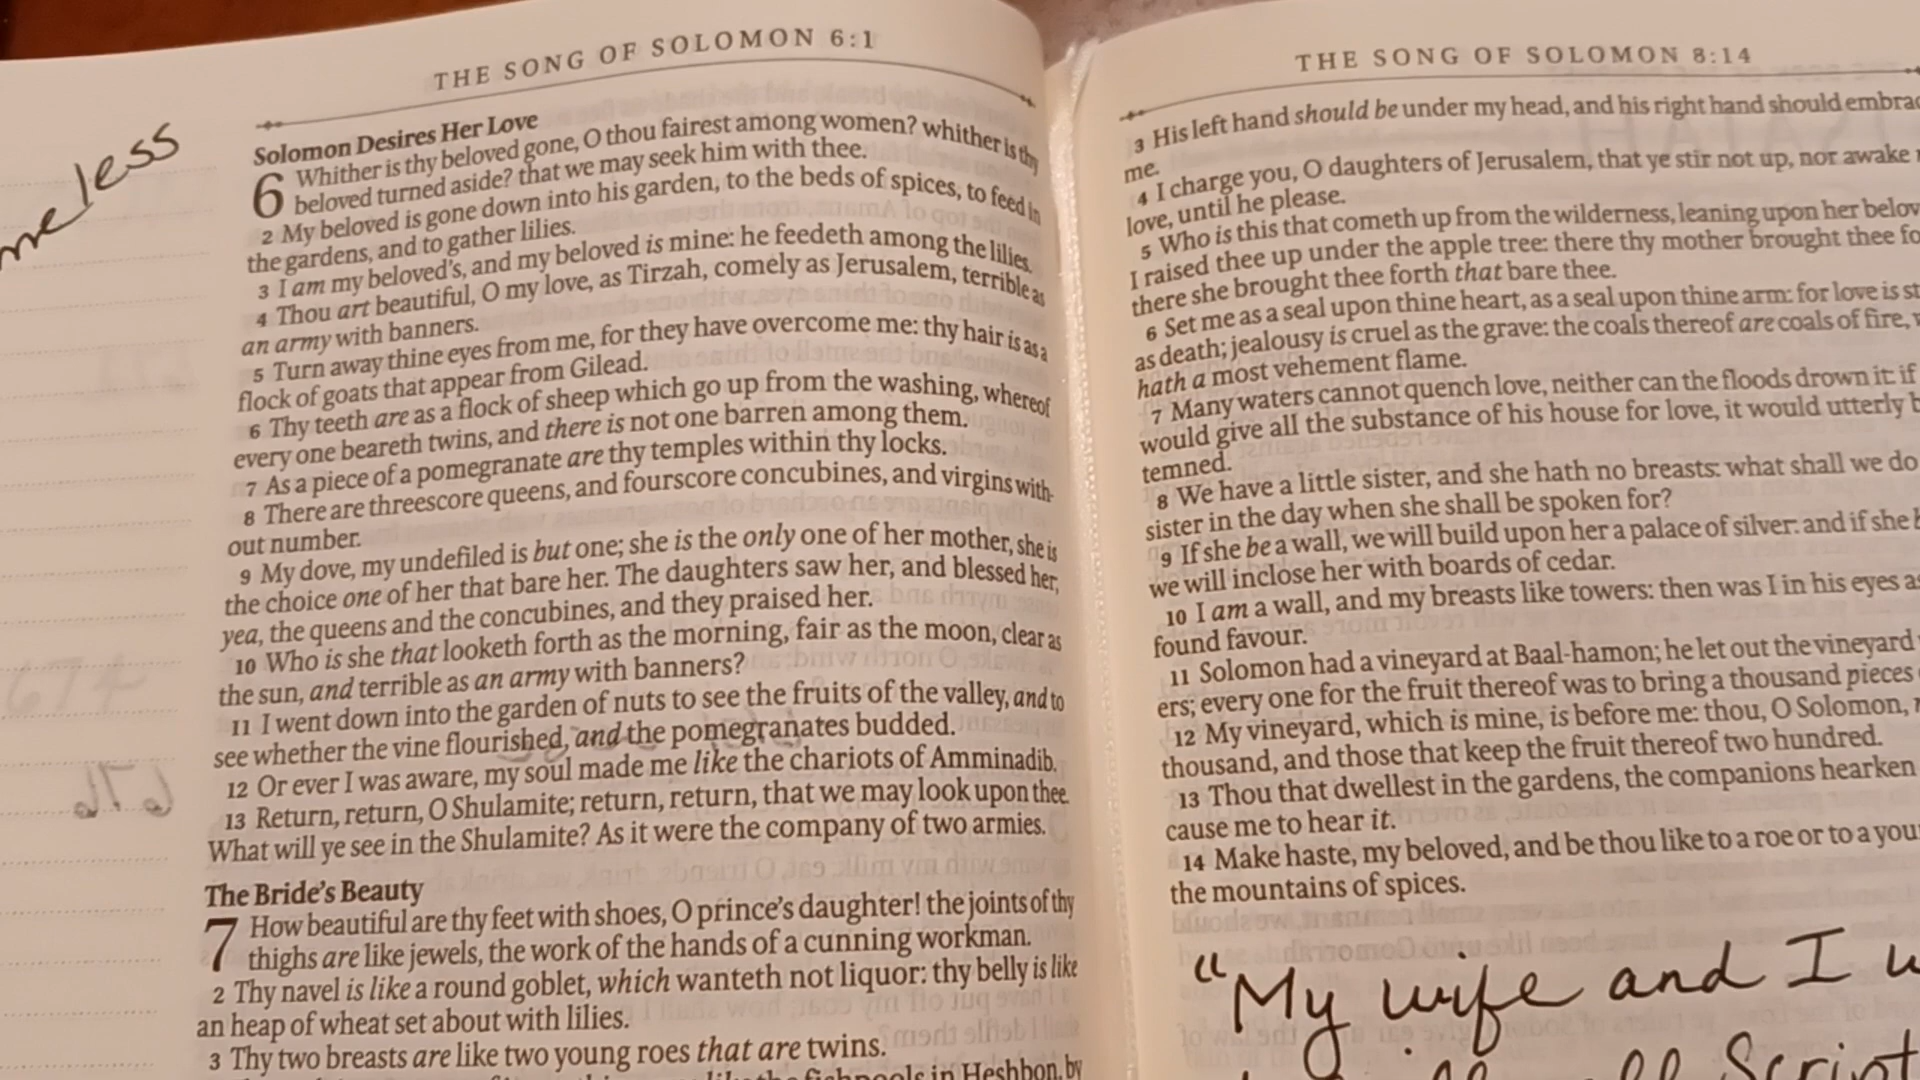 THE SONG OF SOLOMON 6:1
less
Solomon Desires Her Love
6 Whither is thy beloved gone, O thou fairest among women? whither is thy
beloved turned aside? that we may seek him with thee.
2 My beloved is gone down into his garden, to the beds of spices, to feed in
the gardens, and to gather lilies.
3 I am my beloved's, and my beloved is mine: he feedeth among the lilies.
4 Thou art beautiful, O my love, as Tirzah, comely as Jerusalem, terrible as
an army with banners.
5 Turn away thine eyes from me, for they have overcome me: thy hair is as a
flock of goats that appear from Gilead.
6 Thy teeth are as a flock of sheep which go up from the washing, whereof
every one beareth twins, and there is not one barren among them.
7 As a piece of a pomegranate are thy temples within thy locks.
8 There are threescore queens, and fourscore concubines, and virgins with-
out number.
9 My dove, my undefiled is but one; she is the only one of her mother, she is
the choice one of her that bare her. The daughters saw her, and blessed her;
yea, the queens and the concubines, and they praised her.
10 Who is she that looketh forth as the morning, fair as the moon, clear as
the sun, and terrible as an army with banners?
11 I went down into the garden of nuts to see the fruits of the valley, and to
see whether the vine flourished, and the pomegranates budded.
12 Or ever I was aware, my soul made me like the chariots of Amminadib.
13 Return, return, O Shulamite; return, return, that we may look upon thee.
What will ye see in the Shulamite? As it were the company of two armies.
The Bride's Beauty
7 How beautiful are thy feet with shoes, O prince's daughter! the joints of thy
thighs are like jewels, the work of the hands of a cunning workman.
2 Thy navel is like a round goblet, which wanteth not liquor: thy belly is like
an heap of wheat set about with lilies.
3 Thy two breasts are like two young roes that are twins.
like the fishpools in Heshbon, by
THE SONG OF SOLOMON 8:14
3 His left hand should be under my head, and his right hand should embrac
me.
4 I charge you, O daughters of Jerusalem, that ye stir not up, nor awake
love, until he please.
5 Who is this that cometh up from the wilderness, leaning upon her belov
I raised thee up under the apple tree: there thy mother brought thee fo
there she brought thee forth that bare thee.
6 Set me as a seal upon thine heart, as a seal upon thine arm: for love is st
as death; jealousy is cruel as the grave: the coals thereof are coals of fire,
hath a most vehement flame.
7 Many waters cannot quench love, neither can the floods drown it: if
would give all the substance of his house for love, it would utterly b
temned.
8 We have a little sister, and she hath no breasts: what shall we do
sister in the day when she shall be spoken for?
9 If she be a wall, we will build upon her a palace of silver: and if she b
we will inclose her with boards of cedar.
10 I am a wall, and my breasts like towers: then was I in his eyes as
found favour.
11 Solomon had a vineyard at Baal-hamon; he let out the vineyard
ers; every one for the fruit thereof was to bring a thousand pieces
12 My vineyard, which is mine, is before me: thou, O Solomon,
thousand, and those that keep the fruit thereof two hundred.
13 Thou that dwellest in the gardens, the companions hearken
cause me to hear it.
14 Make haste, my beloved, and be thou like to a roe or to a you
the mountains of spices.
"My wife and I
Script